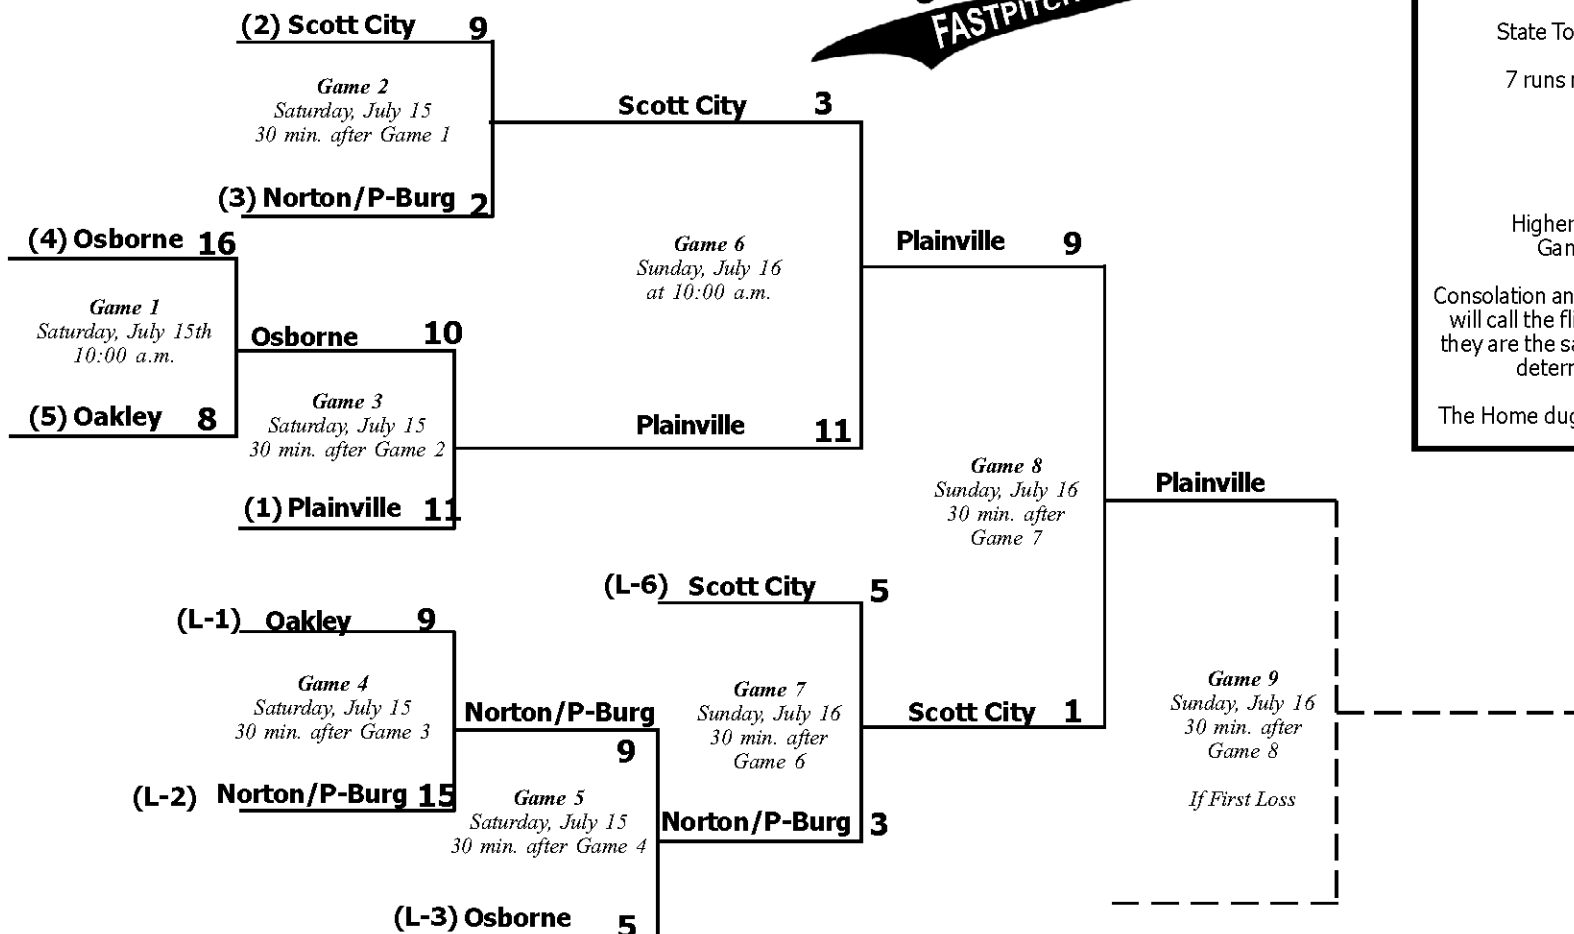 (2) Scott City 9
Game 2
Saturday, July 15
30 min. after Game 1
(3) Norton/P-Burg 2
FASTPITCH
Scott City 3
(4) Osborne 16
Game 1
Saturday, July 15th
10:00 a.m.
(5) Oakley 8
Osborne 10
Game 3
Saturday, July 15
30 min. after Game 2
(1) Plainville 11
Game 6
Sunday, July 16
at 10:00 a.m.
Plainville 11
Plainville 9
Game 8
Sunday, July 16
30 min. after
Game 7
Plainville
(L-1) Oakley 9
Game 4
Saturday, July 15
30 min. after Game 3
(L-2) Norton/P-Burg 15
Norton/P-Burg
9
Game 5
Saturday, July 15
30 min. after Game 4
(L-3) Osborne 5
(L-6) Scott City 5
Game 7
Sunday, July 16
30 min. after
Game 6
Norton/P-Burg 3
Scott City 1
Game 9
Sunday, July 16
30 min. after
Game 8
If First Loss
State To
7 runs
Higher
Gam
Consolation an
will call the fl
they are the sa
deter
The Home dug